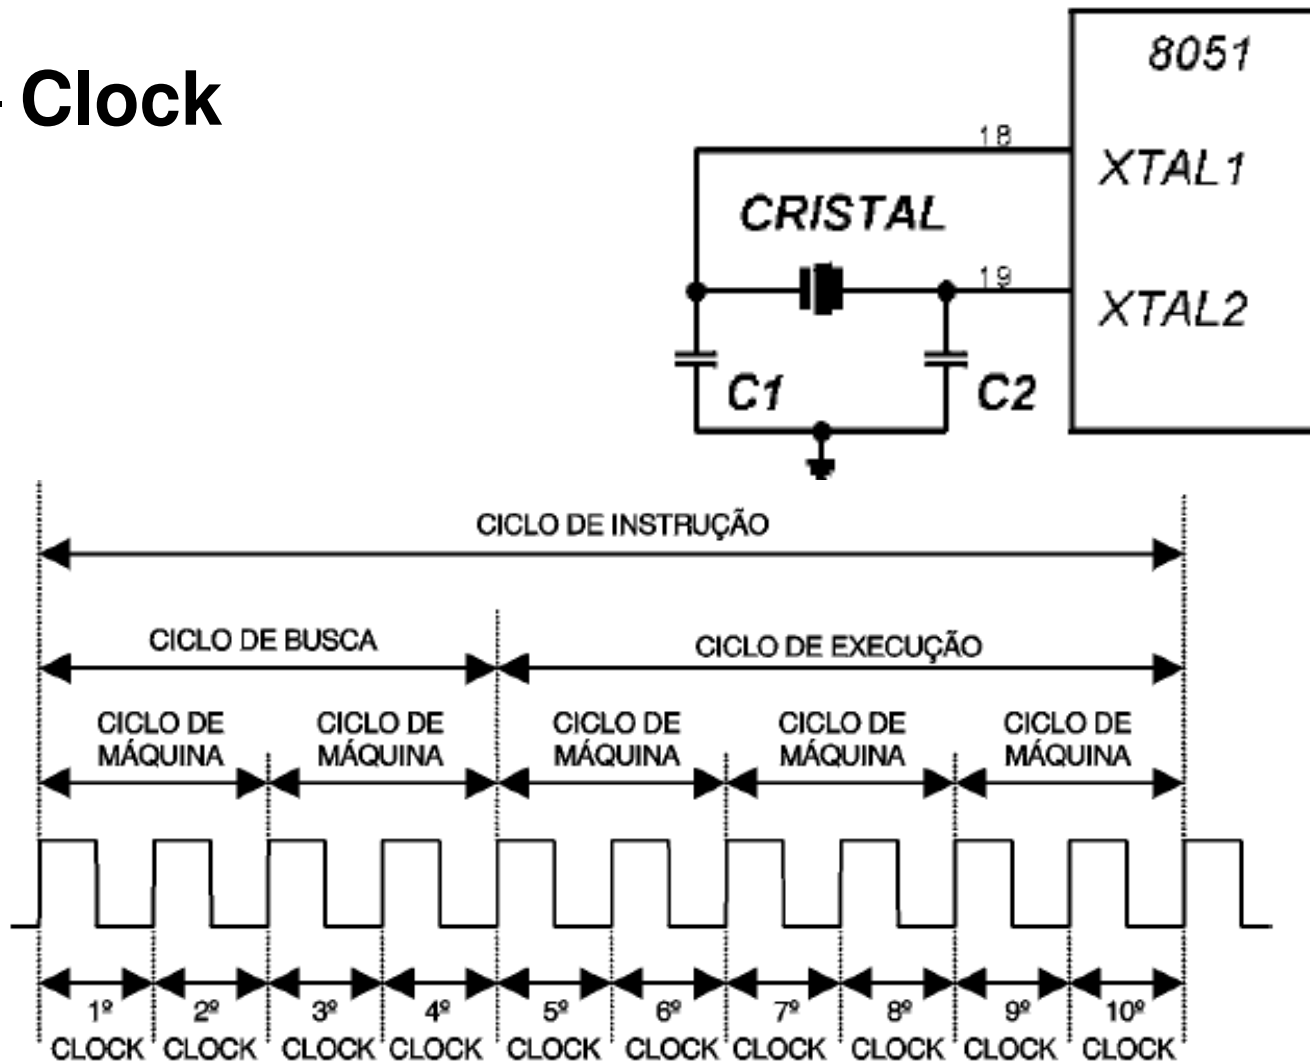 - Clock
8051
18
XTAL1
CRISTAL
19
XTAL2
C1
C2
CICLO DE INSTRUÇÃO
CICLO DE BUSCA
CICLO DE EXECUÇÃO
CICLO DE MÁQUINA
CICLO DE MÁQUINA
CICLO DE MÁQUINA
CICLO DE MÁQUINA
CICLO DE MÁQUINA
1º 2º 3º 4º 5º 6º 7º 8º 9º 10º
CLOCK CLOCK CLOCK CLOCK CLOCK CLOCK CLOCK CLOCK CLOCK CLOCK